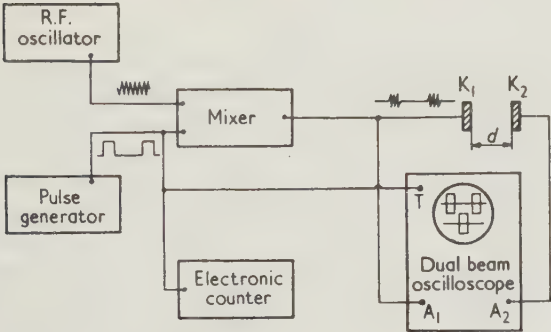 R.F.
oscillator
Mixer
K₁
K₂
d
Pulse
generator
T
Electronic
counter
Dual beam
oscilloscope
A₁
A₂